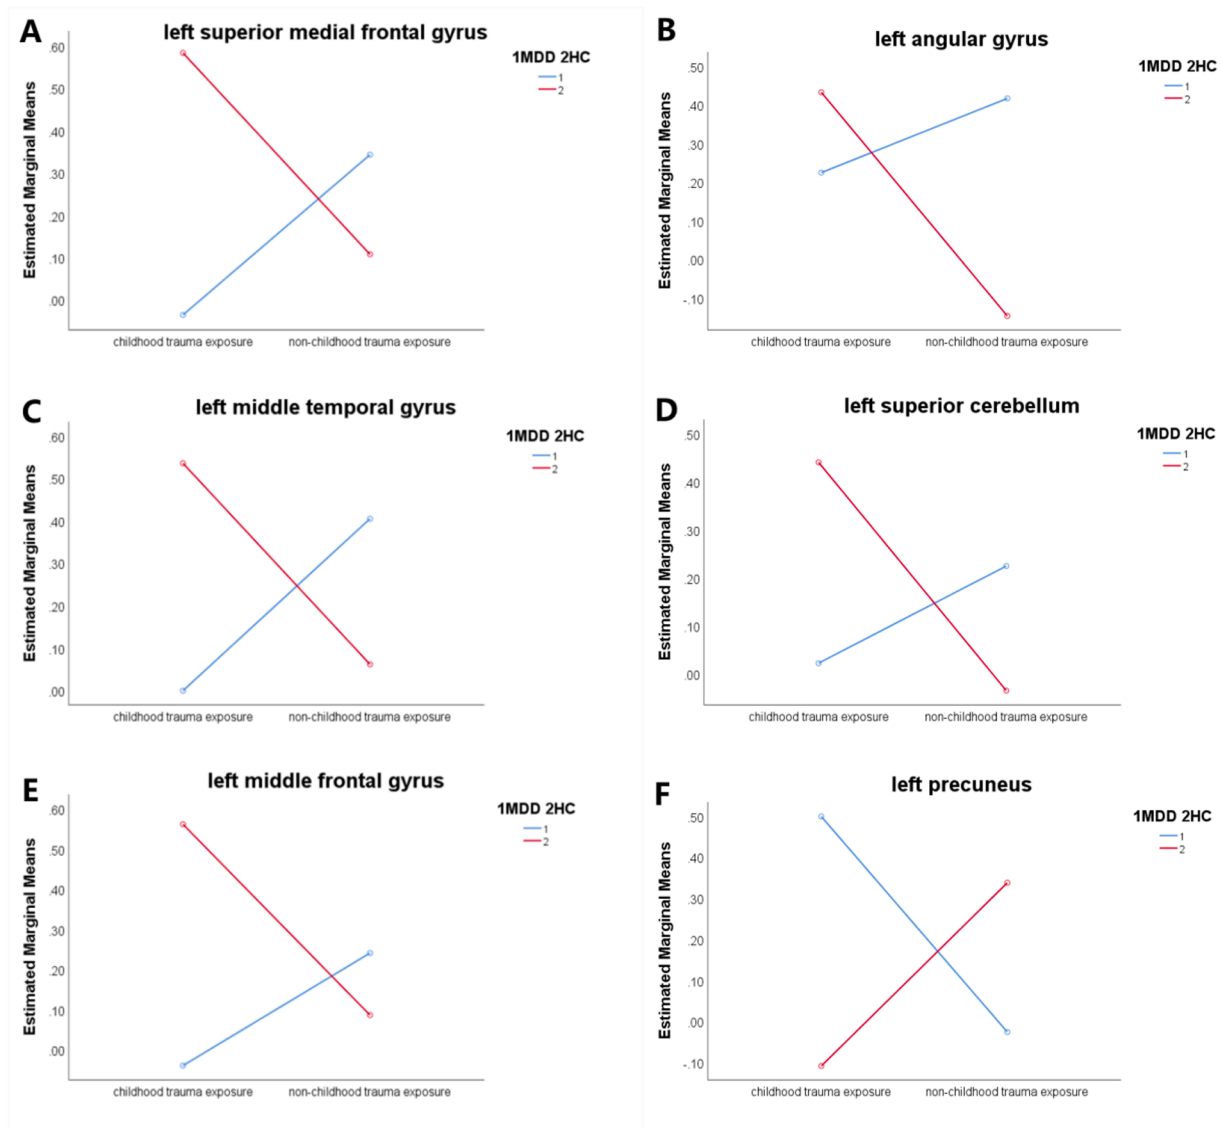 A
left superior medial frontal gyrus
1MDD 2HC
1
2
Estimated Marginal Means
.60
.50
.40
.30
.20
.10
.00
childhood trauma exposure
non-childhood trauma exposure
B
left angular gyrus
1MDD 2HC
1
2
Estimated Marginal Means
.50
.40
.30
.20
.10
.00
-.10
childhood trauma exposure
non-childhood trauma exposure
C
left middle temporal gyrus
1MDD 2HC
1
2
Estimated Marginal Means
.60
.50
.40
.30
.20
.10
.00
childhood trauma exposure
non-childhood trauma exposure
D
left superior cerebellum
1MDD 2HC
1
2
Estimated Marginal Means
.50
.40
.30
.20
.10
.00
childhood trauma exposure
non-childhood trauma exposure
E
left middle frontal gyrus
1MDD 2HC
1
2
Estimated Marginal Means
.60
.50
.40
.30
.20
.10
.00
childhood trauma exposure
non-childhood trauma exposure
F
left precuneus
1MDD 2HC
1
2
Estimated Marginal Means
.50
.40
.30
.20
.10
.00
-.10
childhood trauma exposure
non-childhood trauma exposure